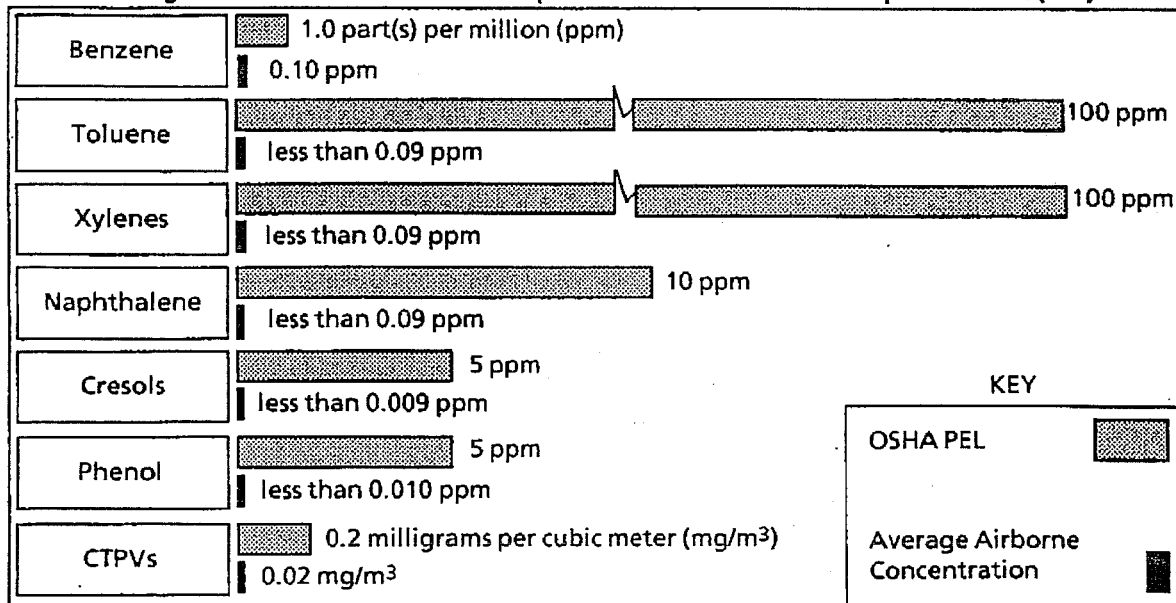 Benzene
1.0 part(s) per million (ppm)
0.10 ppm
Toluene
100 ppm
less than 0.09 ppm
Xylenes
100 ppm
less than 0.09 ppm
Naphthalene
10 ppm
less than 0.09 ppm
Cresols
5 ppm
less than 0.009 ppm
Phenol
5 ppm
less than 0.010 ppm
CTPVs
0.2 milligrams per cubic meter (mg/m³)
0.02 mg/m³
KEY
OSHA PEL
Average Airborne
Concentration